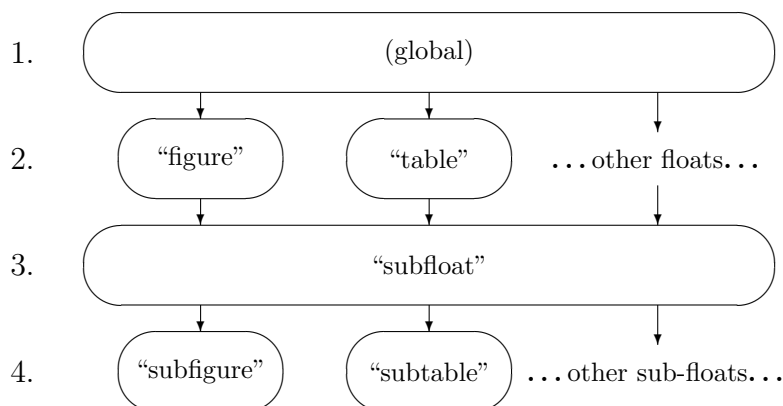 1. (global)
2. “figure” “table” …other floats…
3. “subfloat”
4. “subfigure” “subtable” …other sub-floats…